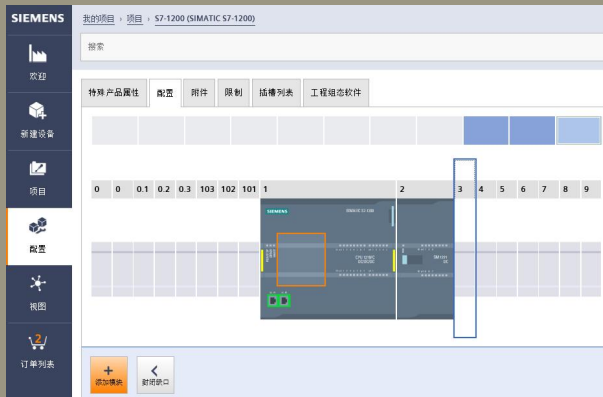 SIEMENS
我的项目 › 项目 › S7-1200 (SIMATIC S7-1200)
搜索
欢迎
特殊产品属性 配置 附件 限制 插槽列表 工程组态软件
新建设备
项目
0 0 0.1 0.2 0.3 103 102 101 1 2 3 4 5 6 7 8 9
SIEMENS
配置
视图
2
订单列表
添加模块
封闭缺口